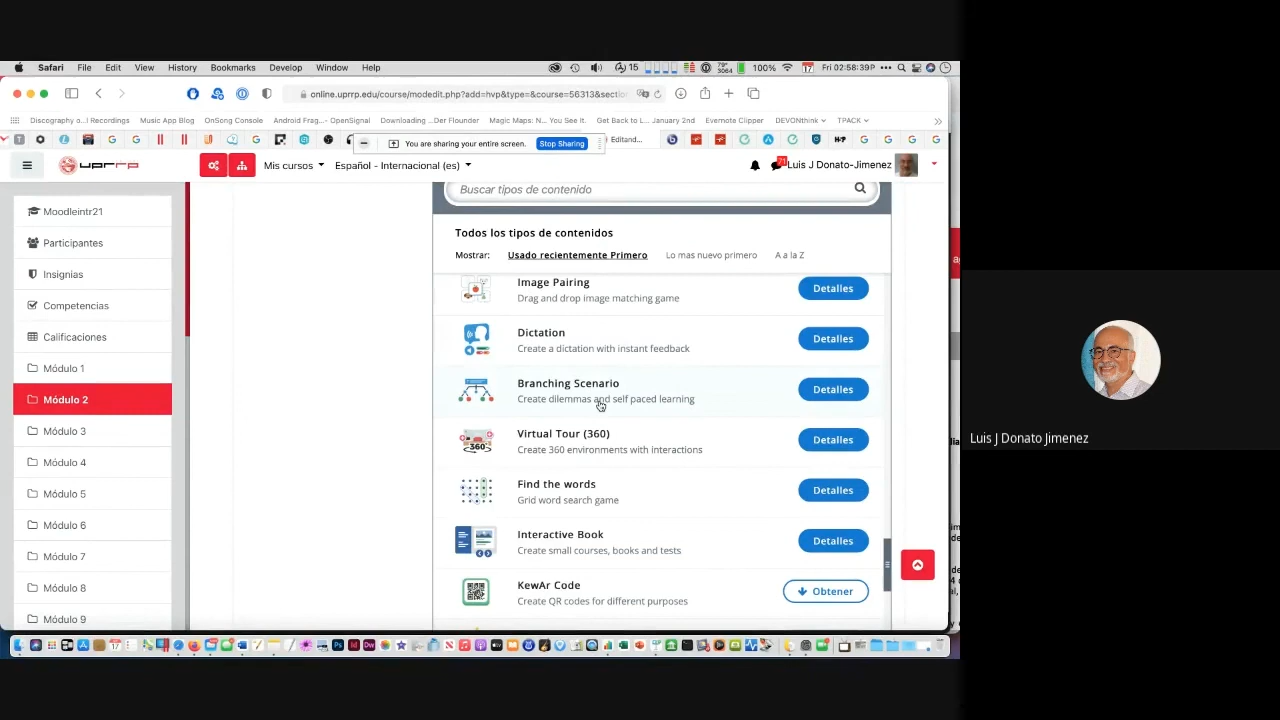 Safari File Edit View History Bookmarks Develop Window Help
15 79° 3064 100% Fri 02:58:39P
online.uprrp.edu/course/modedit.php?add=hvp&type=&course=56313&sectio
Discography o...l Recordings Music App Blog OnSong Console Android Frag...- OpenSignal Downloading ...Der Flounder Magic Maps: N...You See it. Get Back to L... January 2nd Evernote Clipper DEVONthink TPACK
You are sharing your entire screen. Stop Sharing Editand...
uprrp Mis cursos Español - Internacional (es) Luis J Donato-Jimenez
Moodleintr21
Participantes
Insignias
Competencias
Calificaciones
Módulo 1
Módulo 2
Módulo 3
Módulo 4
Módulo 5
Módulo 6
Módulo 7
Módulo 8
Módulo 9
Buscar tipos de contenido
Todos los tipos de contenidos
Mostrar: Usado recientemente Primero Lo mas nuevo primero A a la Z
Image Pairing
Drag and drop image matching game
Detalles
Dictation
Create a dictation with instant feedback
Detalles
Branching Scenario
Create dilemmas and self paced learning
Detalles
360
Virtual Tour (360)
Create 360 environments with interactions
Detalles
Find the words
Grid word search game
Detalles
Interactive Book
Create small courses, books and tests
Detalles
KewAr Code
Create QR codes for different purposes
Obtener
Luis J Donato Jimenez